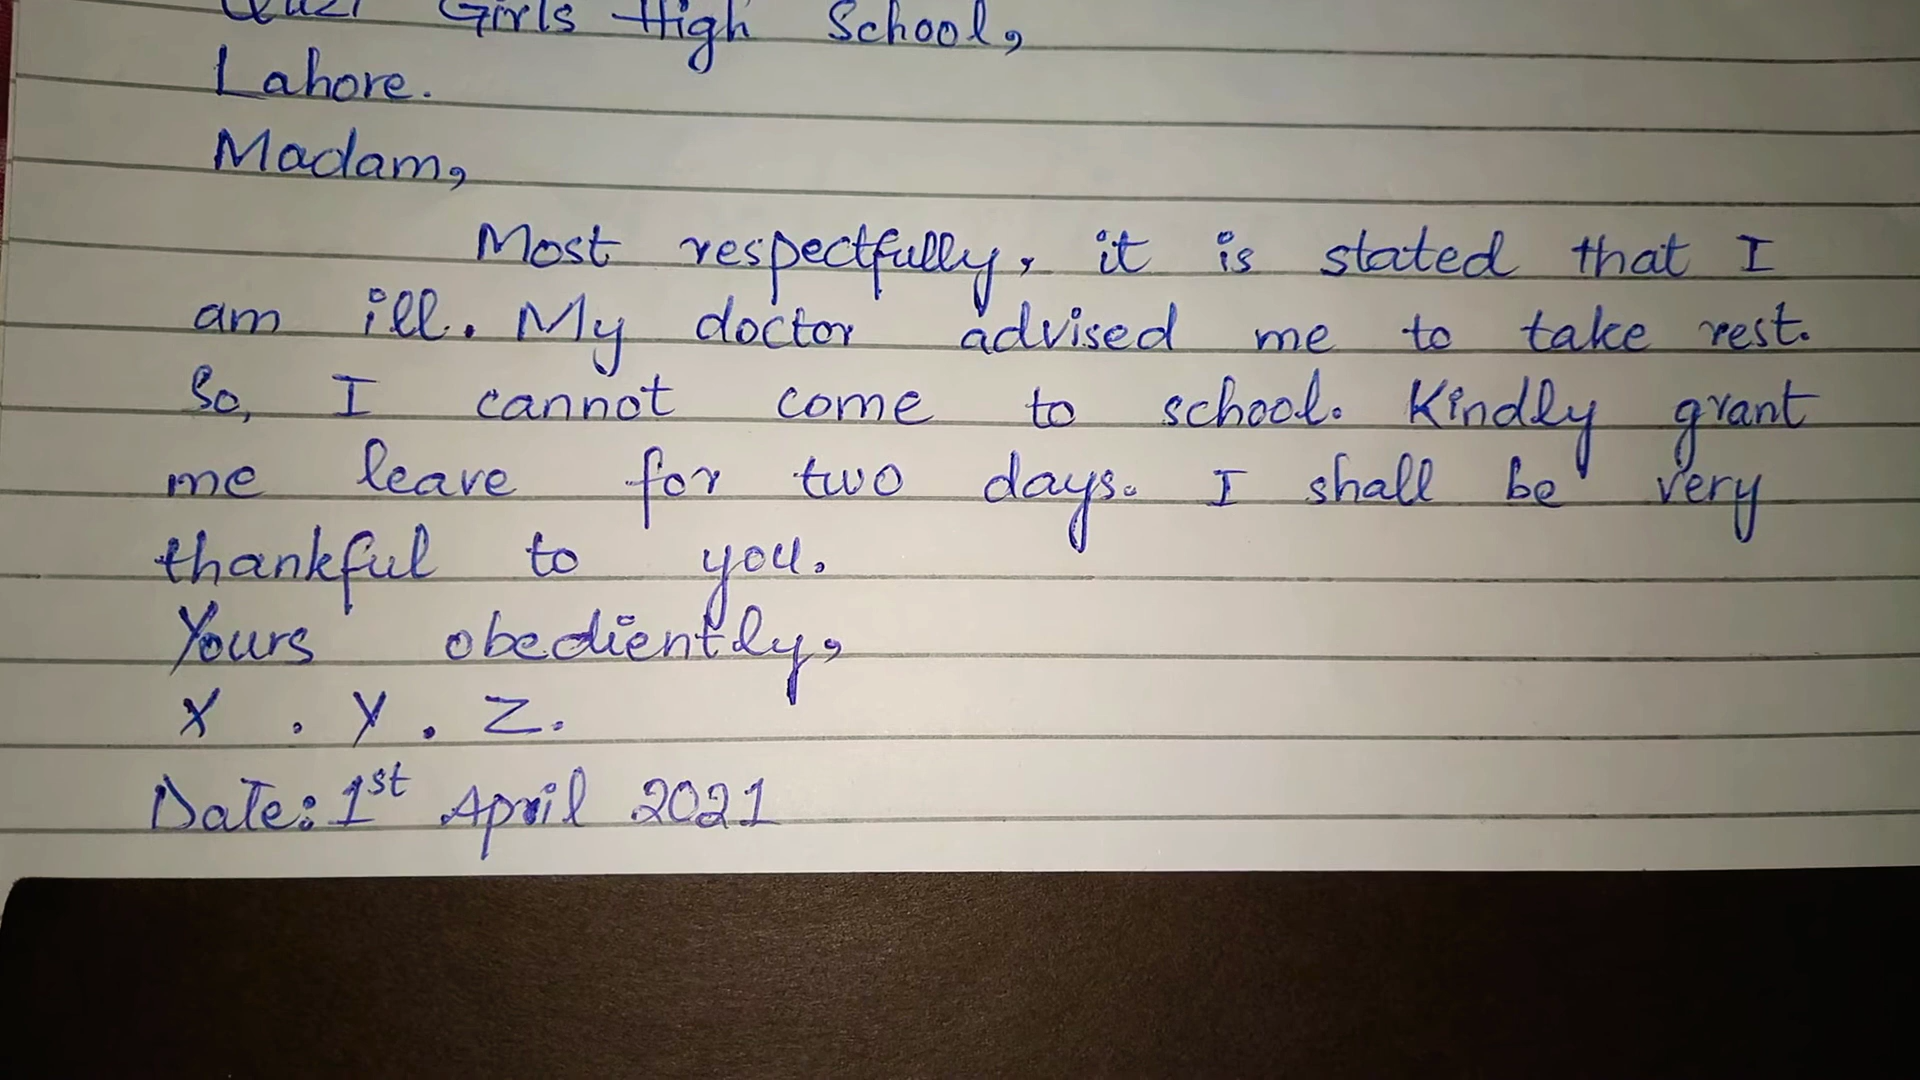 Girls High School,
Lahore.
Madam,
Most respectfully, it is stated that I
am ill. My doctor advised me to take rest.
So, I cannot come to school. Kindly grant
me leave for two days. I shall be very
thankful to you.
Yours obediently,
X . Y . Z.
Date: 1st April 2021